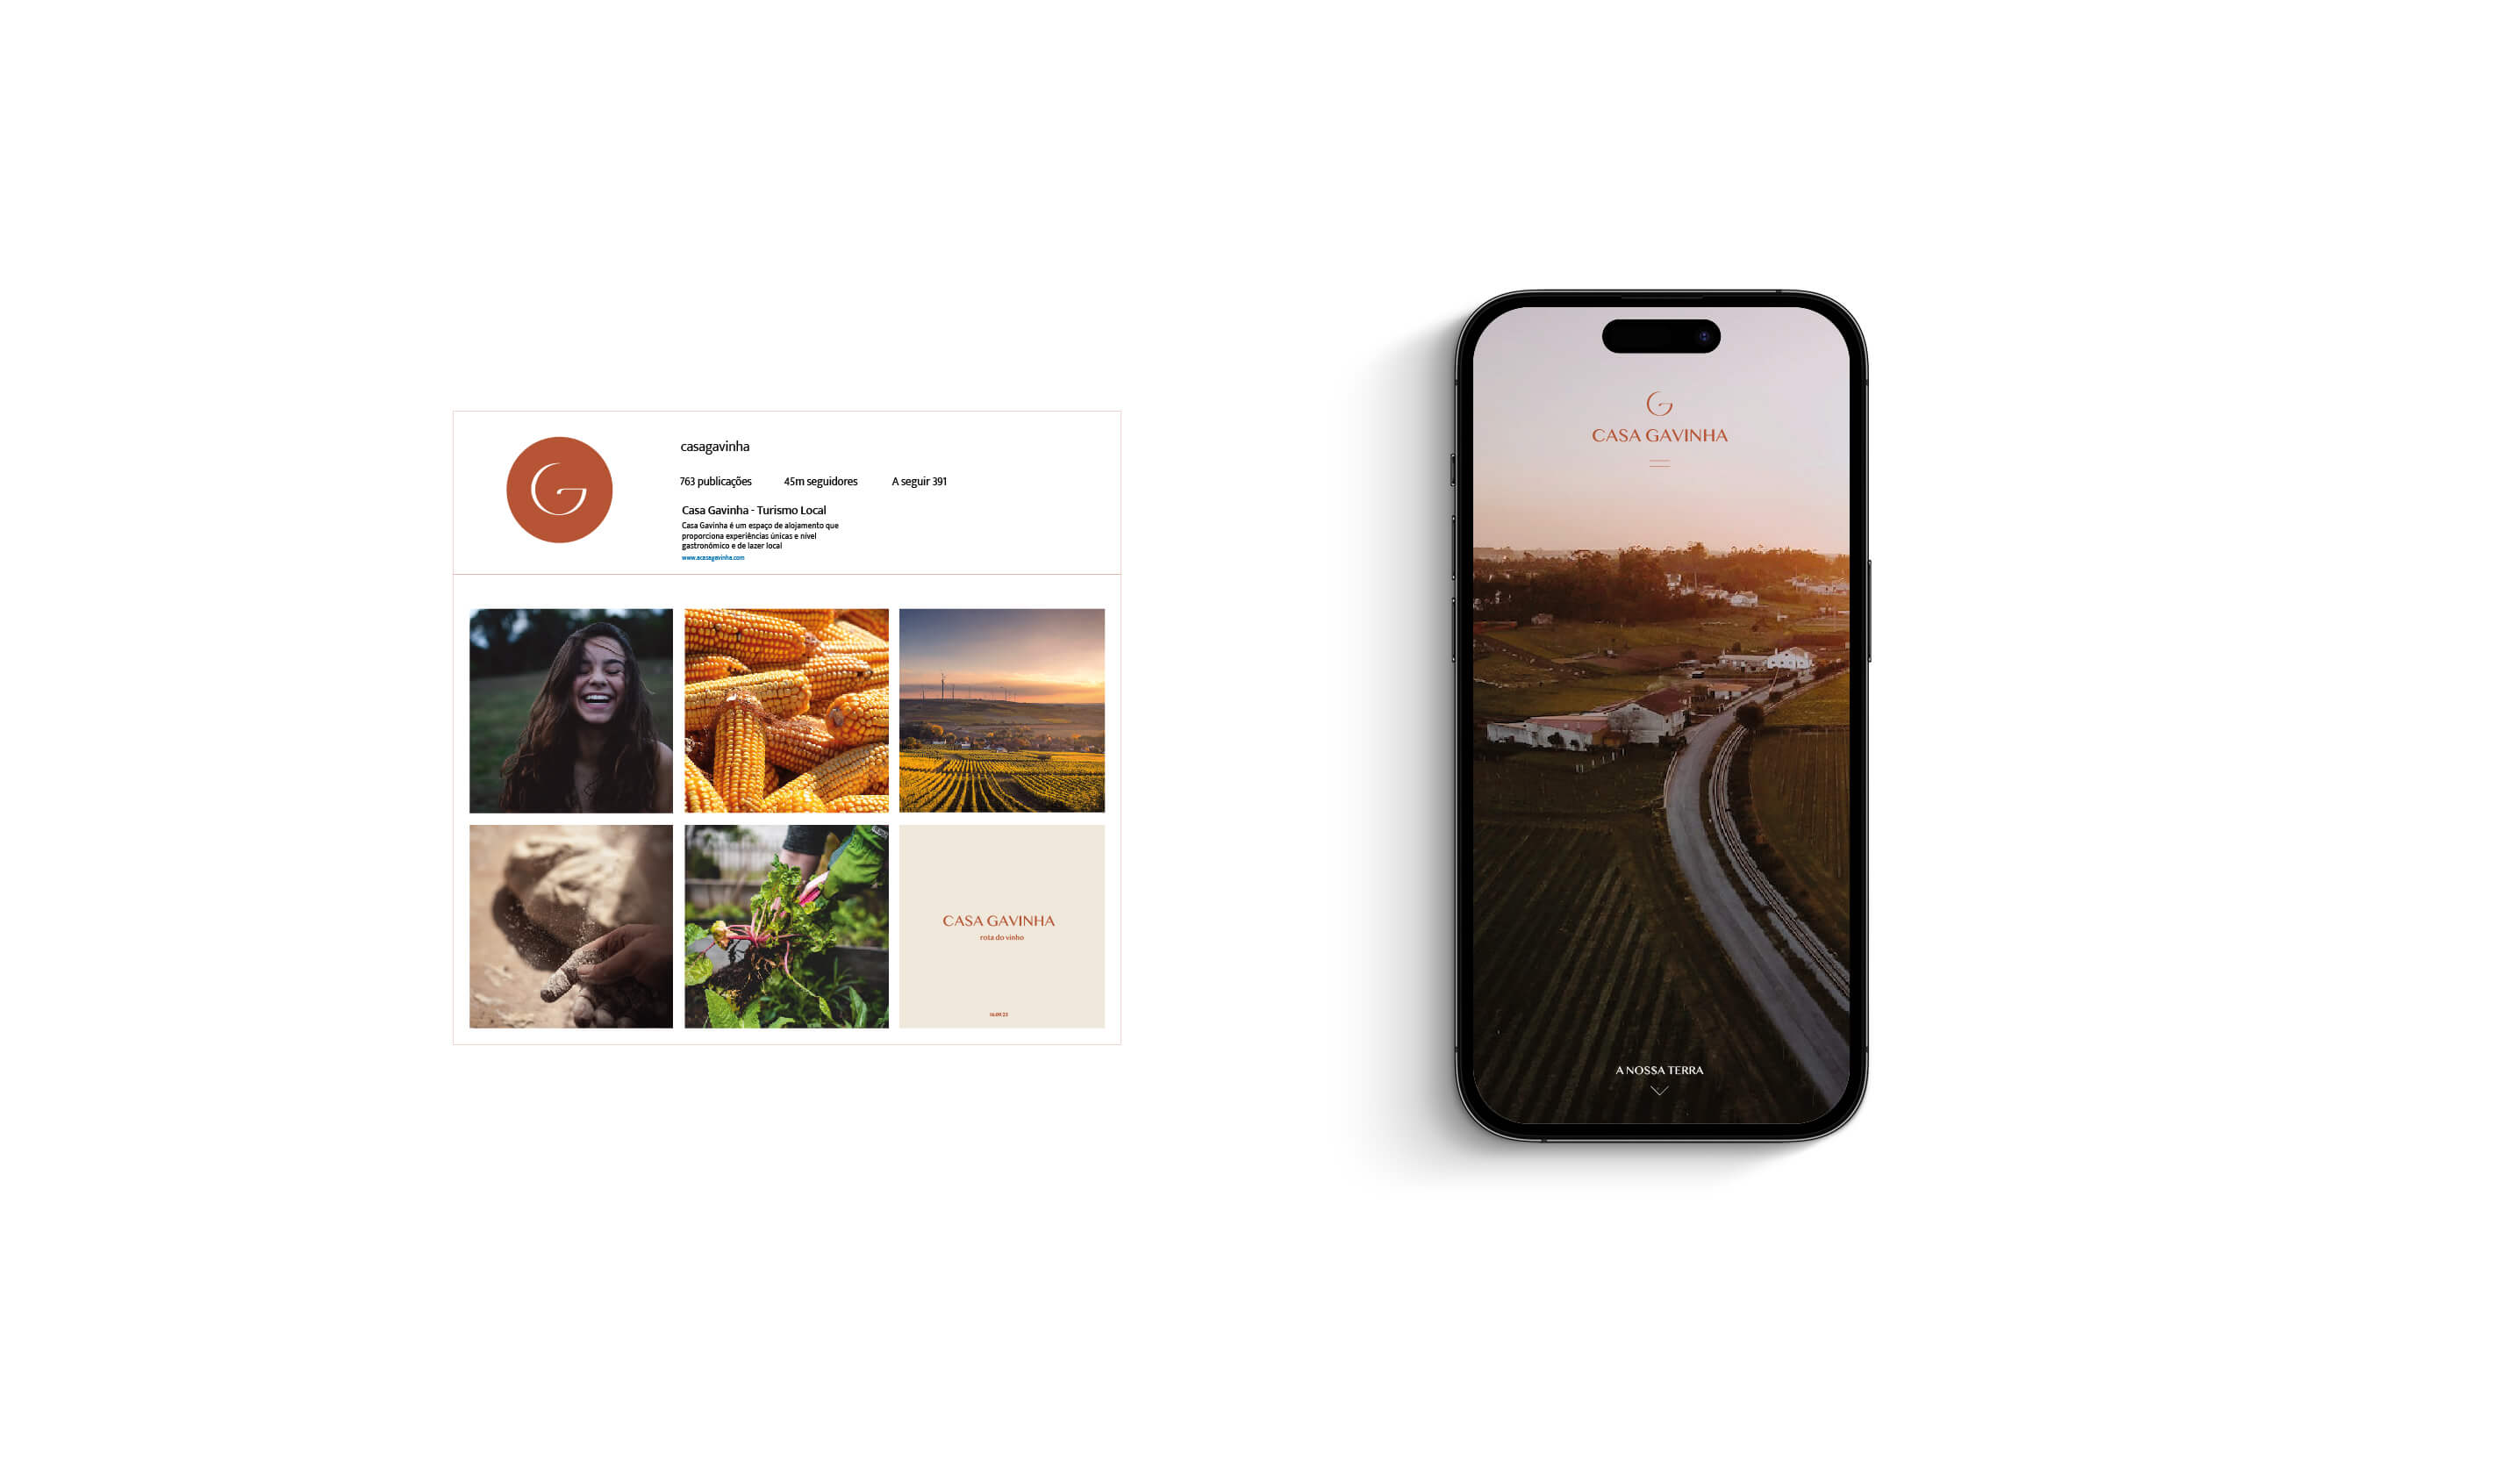 casagavinha
763 publicações 45m seguidores A seguir 391
Casa Gavinha - Turismo Local
Casa Gavinha é um espaço de alojamento que
proporciona experiências únicas e nível
gastronómico e de lazer local
www.acasagavinha.com
CASA GAVINHA
rota do vinho
G
CASA GAVINHA
A NOSSA TERRA